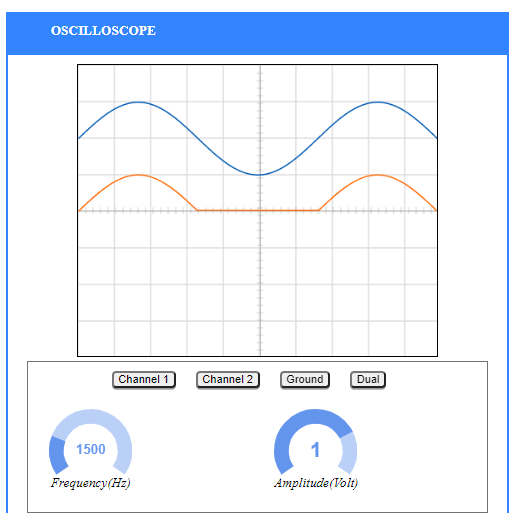 OSCILLOSCOPE
Channel 1 Channel 2 Ground Dual
1500 1
Frequency(Hz) Amplitude(Volt)